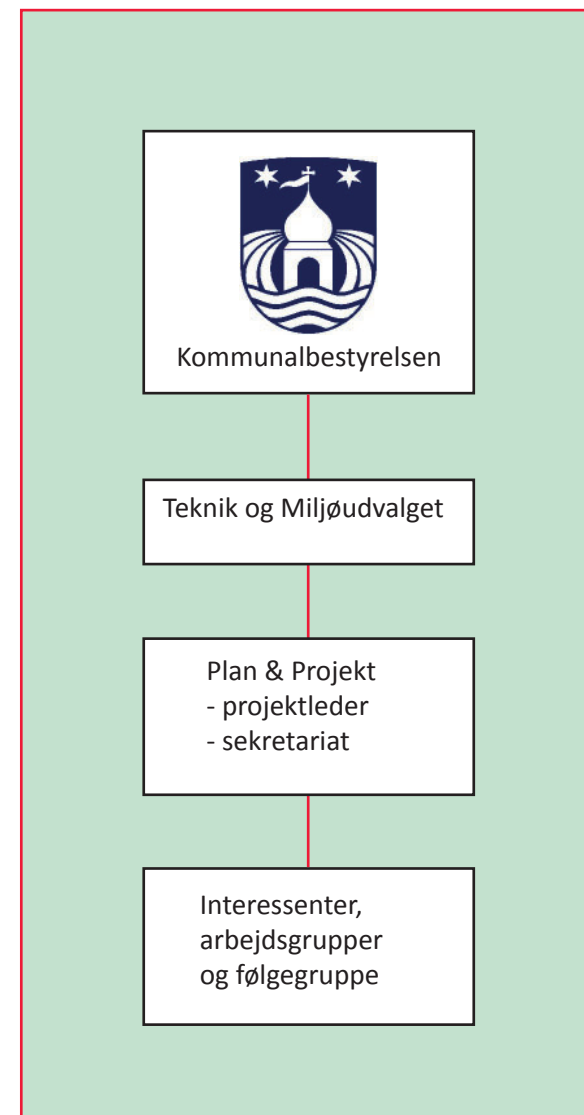 Kommunalbestyrelsen
Teknik og Miljøudvalget
Plan & Projekt
- projektleder
- sekretariat
Interessenter,
arbejdsgrupper
og følgegruppe